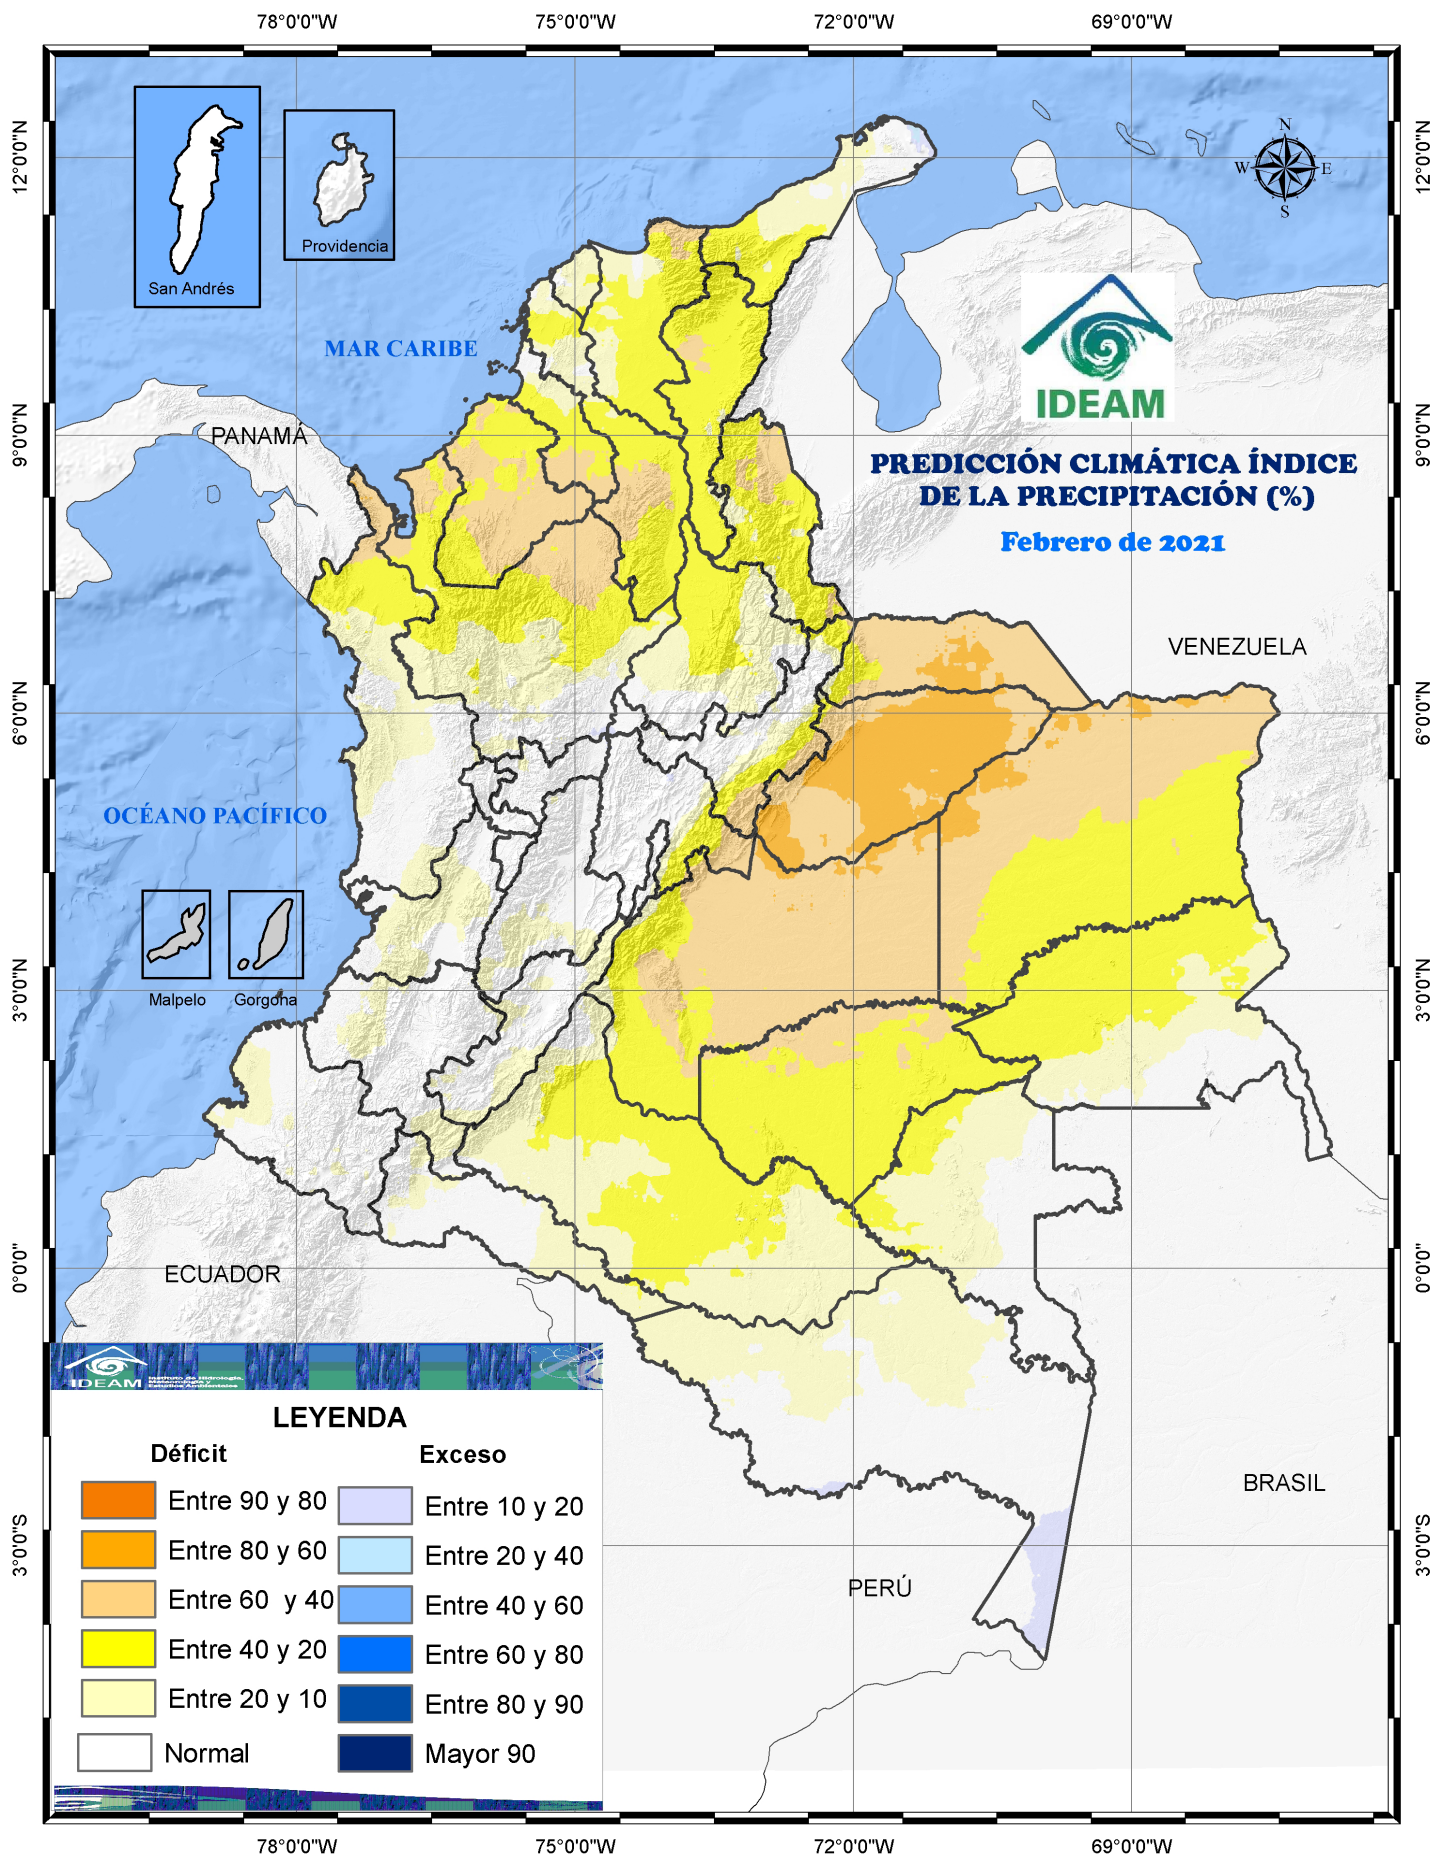 78°0'0"W 75°0'0"W 72°0'0"W 69°0'0"W
12°0'0"N
12°0'0"N
N
W E
S
Providencia
San Andrés
MAR CARIBE
IDEAM
PANAMÁ
9°0'0"N
9°0'0"N
PREDICCIÓN CLIMÁTICA ÍNDICE
DE LA PRECIPITACIÓN (%)
Febrero de 2021
VENEZUELA
6°0'0"N
6°0'0"N
OCÉANO PACÍFICO
Malpelo Gorgona
3°0'0"N
3°0'0"N
ECUADOR
0°0'0"
0°0'0"
IDEAM
Instituto de Hidrología,
Meteorología y
Estudios Ambientales
LEYENDA
Déficit Exceso
Entre 90 y 80 Entre 10 y 20
Entre 80 y 60 Entre 20 y 40
Entre 60 y 40 Entre 40 y 60
Entre 40 y 20 Entre 60 y 80
Entre 20 y 10 Entre 80 y 90
Normal Mayor 90
BRASIL
3°0'0"S
3°0'0"S
PERÚ
78°0'0"W 75°0'0"W 72°0'0"W 69°0'0"W